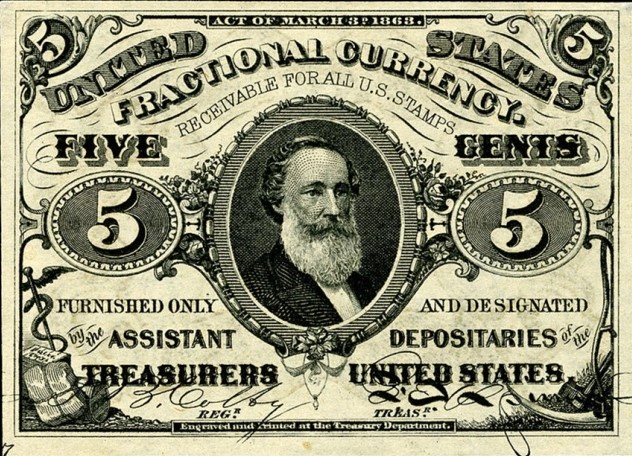 ACT OF MARCH 3D 1863.
5 UNITED STATES 5
FRACTIONAL CURRENCY.
RECEIVABLE FOR ALL U.S. STAMPS
FIVE CENTS
5 5
FURNISHED ONLY AND DESIGNATED
by the ASSISTANT DEPOSITARIES of the
TREASURERS UNITED STATES.
S. Colby
REGR. TREASR.
Engraved and Printed at the Treasury Department.